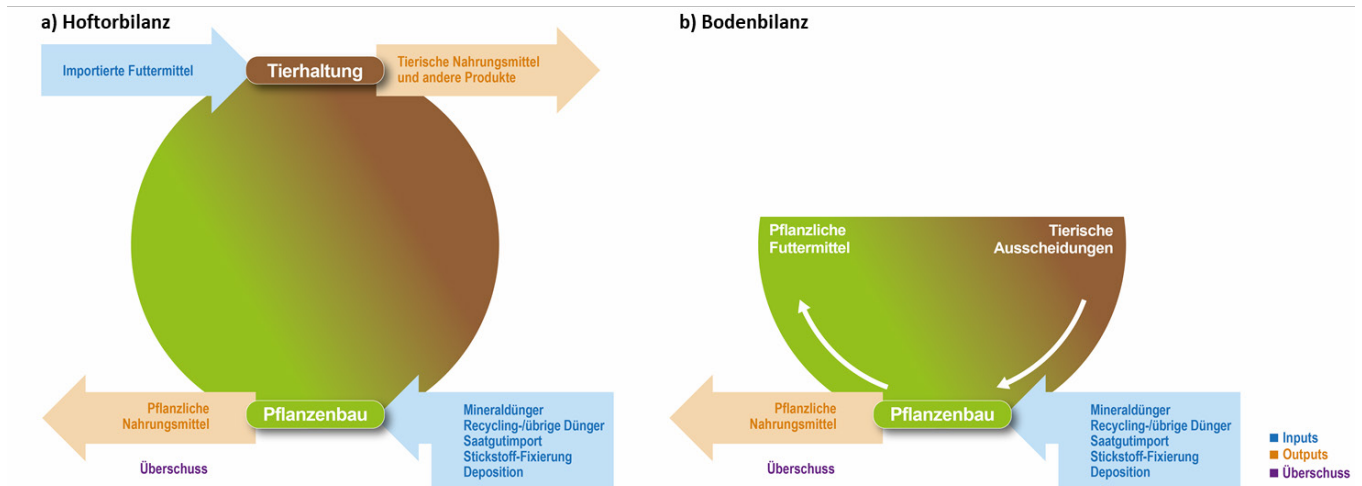 a) Hoftorbilanz
Importierte Futtermittel
Tierhaltung
Tierische Nahrungsmittel
und andere Produkte
Pflanzliche
Nahrungsmittel
Pflanzenbau
Mineraldünger
Recycling-/übrige Dünger
Saatgutimport
Stickstoff-Fixierung
Deposition
Überschuss
b) Bodenbilanz
Pflanzliche
Futtermittel
Tierische
Ausscheidungen
Pflanzliche
Nahrungsmittel
Pflanzenbau
Mineraldünger
Recycling-/übrige Dünger
Saatgutimport
Stickstoff-Fixierung
Deposition
Überschuss
Inputs
Outputs
Überschuss